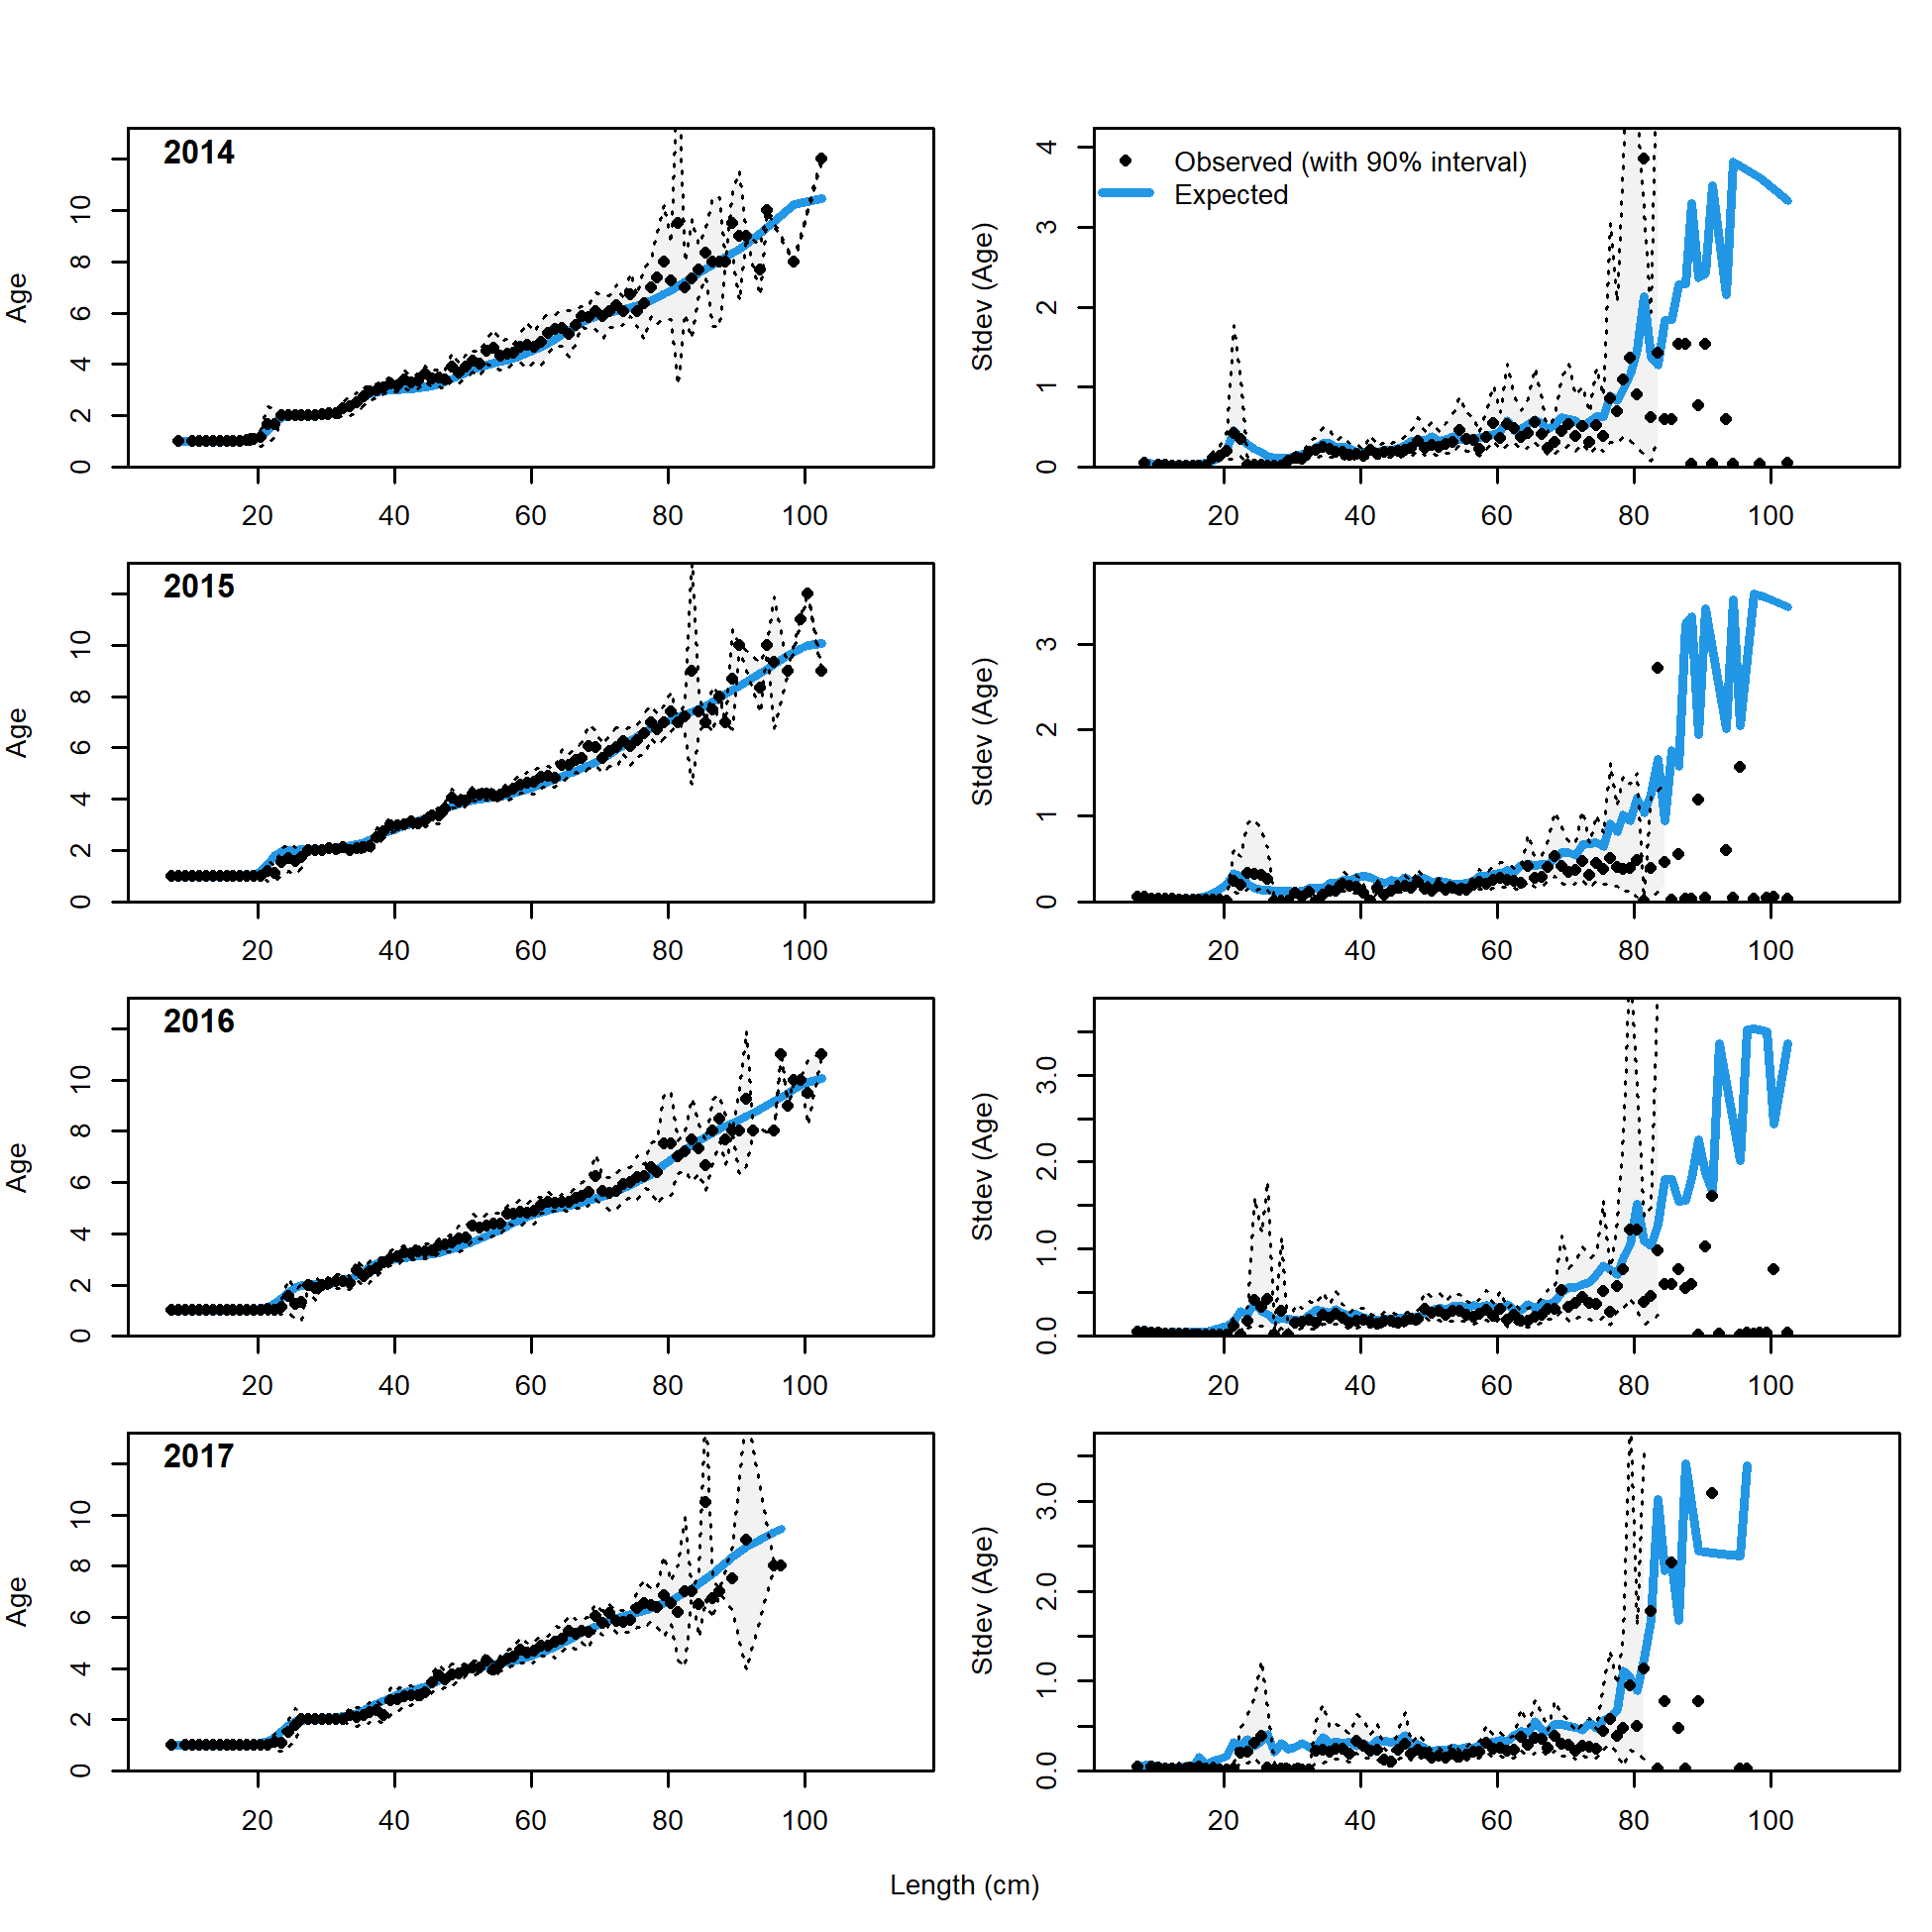 2014
Age
0 2 4 6 8 10
20 40 60 80 100
Observed (with 90% interval)
Expected
Stdev (Age)
0 1 2 3 4
20 40 60 80 100
2015
Age
0 2 4 6 8 10
20 40 60 80 100
Stdev (Age)
0 1 2 3
20 40 60 80 100
2016
Age
0 2 4 6 8 10
20 40 60 80 100
Stdev (Age)
0.0 1.0 2.0 3.0
20 40 60 80 100
2017
Age
0 2 4 6 8 10
20 40 60 80 100
Stdev (Age)
0.0 1.0 2.0 3.0
20 40 60 80 100
Length (cm)